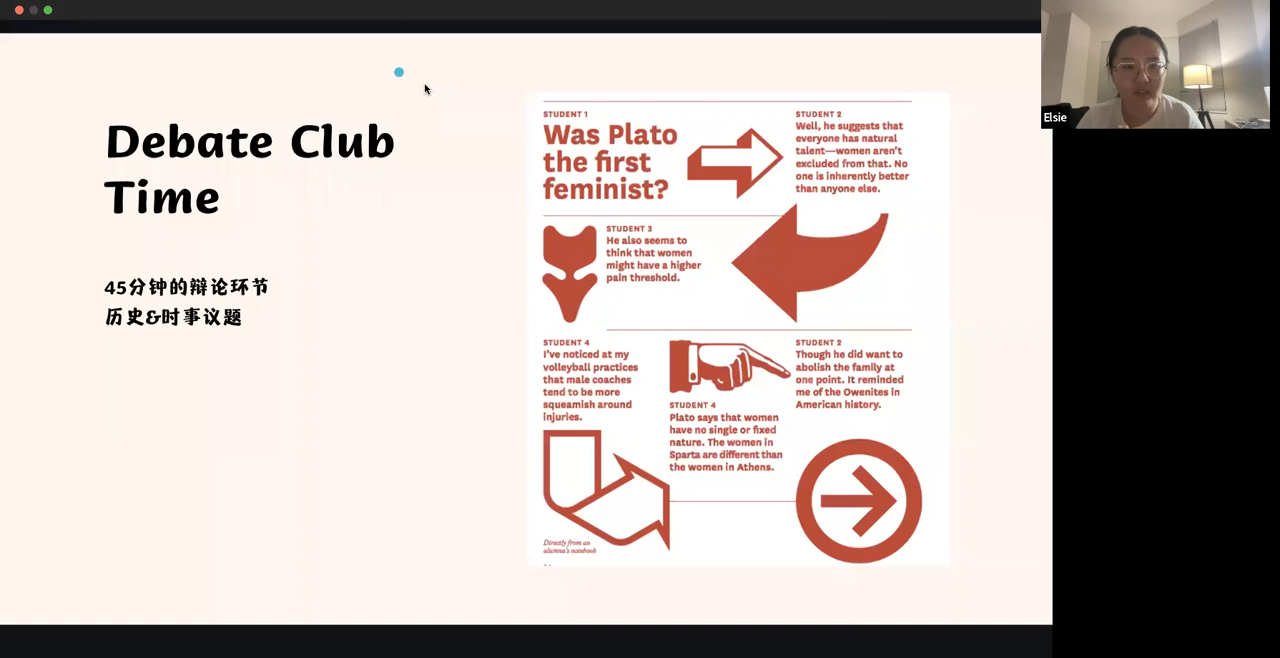 Debate Club
Time
45分钟的辩论环节
历史&时事议题
STUDENT 1
Was Plato
the first
feminist?
STUDENT 2
Well, he suggests that
everyone has natural
talent—women aren't
excluded from that. No
one is inherently better
than anyone else.
STUDENT 3
He also seems to
think that women
might have a higher
pain threshold.
STUDENT 4
I've noticed at my
volleyball practices
that male coaches
tend to be more
squeamish around
injuries.
STUDENT 4
Plato says that women
have no single or fixed
nature. The women in
Sparta are different than
the women in Athens.
STUDENT 2
Though he did want to
abolish the family at
one point. It reminded
me of the Owenites in
American history.
Directly from an
alumna's notebook
Elsie